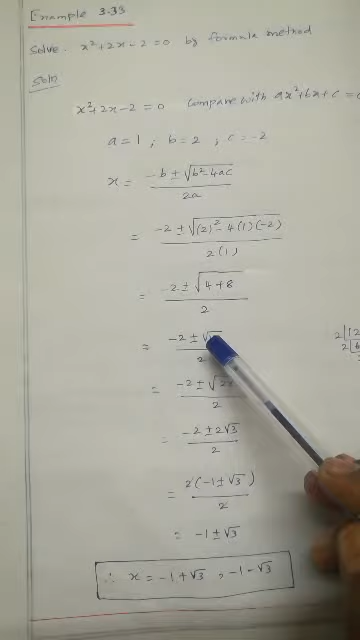 Example 3.33
Solve. x²+2x-2=0 by formula method
Soln
x²+2x-2=0 Compare with ax²+bx+c=
a=1 ; b=2 , c=-2
x = (-b ± √(b²-4ac)) / 2a
= (-2 ± √((2)²-4(1)(-2))) / 2(1)
= (-2 ± √(4+8)) / 2
= (-2 ± √ ) / 2
= (-2 ± √ ) / 2
= (-2 ± 2√3) / 2
= 2(-1 ± √3) / 2
= -1 ± √3
∴ x = -1+√3 , -1-√3